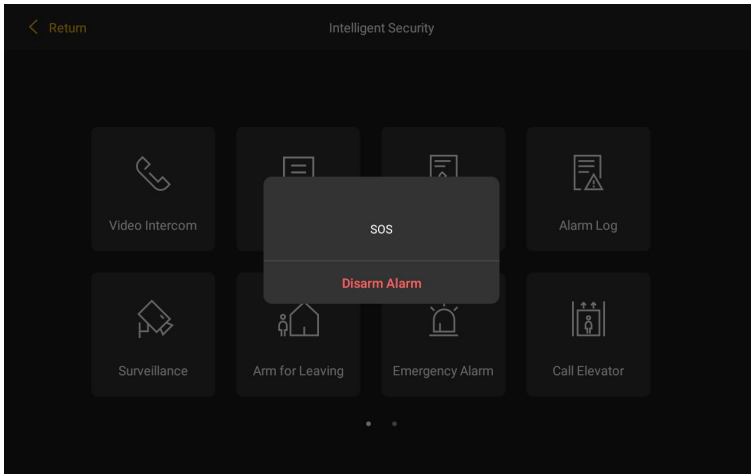 Return
Intelligent Security
Video Intercom
Alarm Log
SOS
Disarm Alarm
Surveillance
Arm for Leaving
Emergency Alarm
Call Elevator